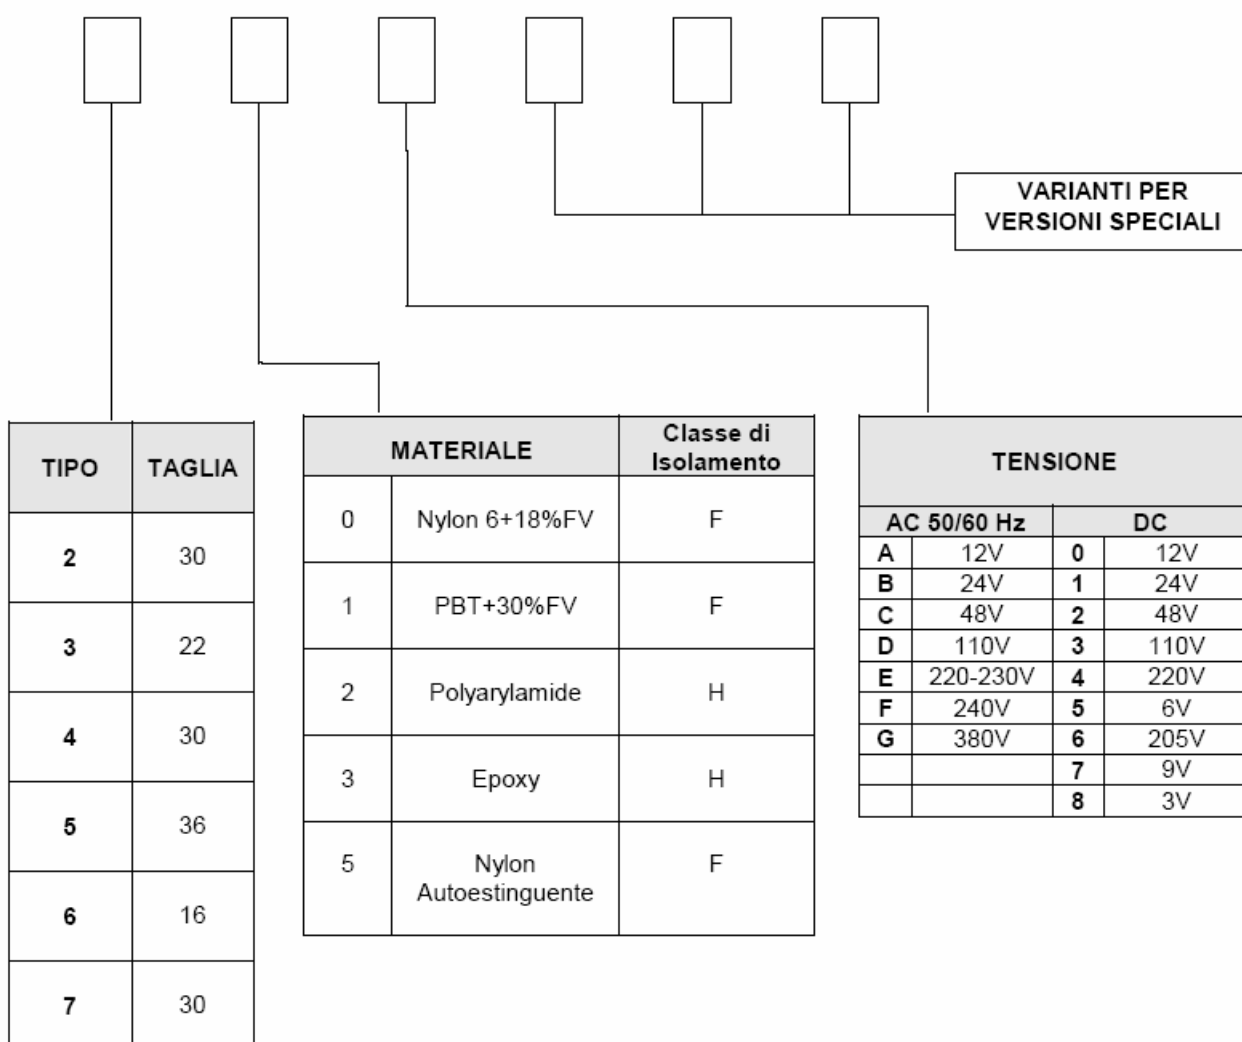 VARIANTI PER
VERSIONI SPECIALI
TIPO TAGLIA
2 30
3 22
4 30
5 36
6 16
7 30
MATERIALE Classe di
Isolamento
0 Nylon 6+18%FV F
1 PBT+30%FV F
2 Polyarylamide H
3 Epoxy H
5 Nylon F
Autoestinguente
TENSIONE
AC 50/60 Hz DC
A 12V 0 12V
B 24V 1 24V
C 48V 2 48V
D 110V 3 110V
E 220-230V 4 220V
F 240V 5 6V
G 380V 6 205V
7 9V
8 3V